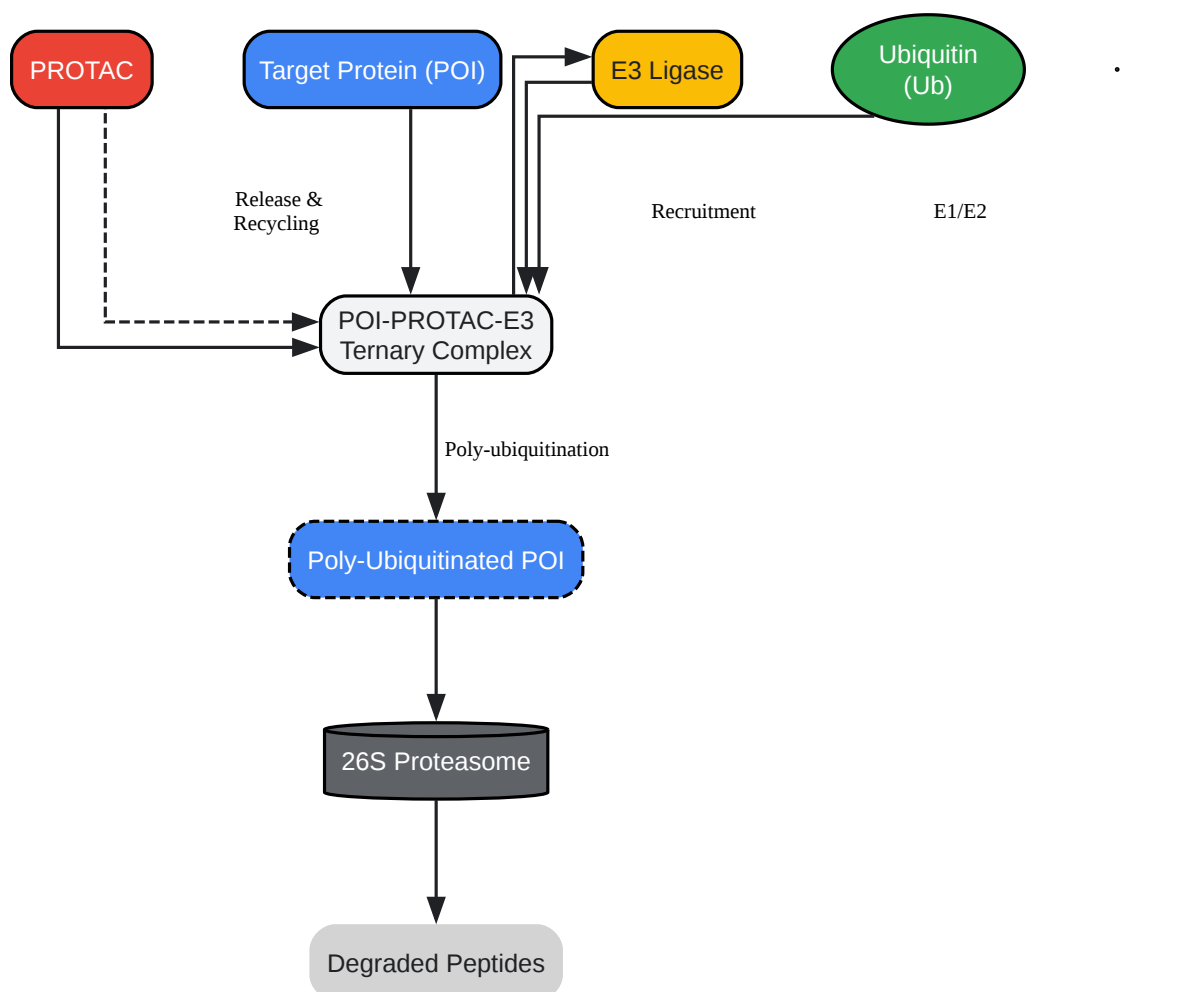 PROTAC
Target Protein (POI)
E3 Ligase
Ubiquitin
(Ub)
.
Release &
Recycling
Recruitment
E1/E2
POI-PROTAC-E3
Ternary Complex
Poly-ubiquitination
Poly-Ubiquitinated POI
26S Proteasome
Degraded Peptides